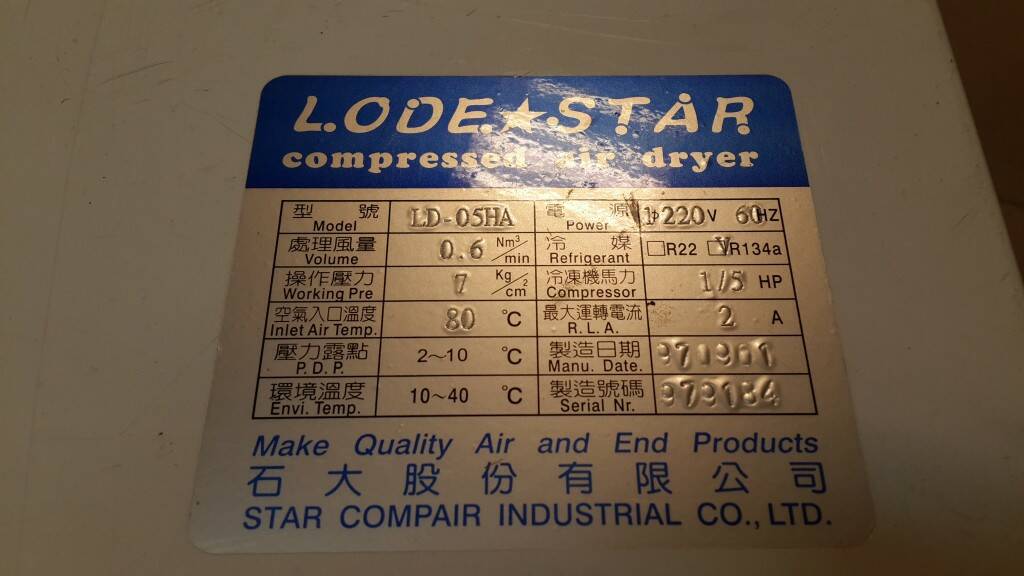 LODE★STAR
compressed air dryer
型號 Model LD-05HA 電源 Power 1φ220V 60HZ
處理風量 Volume 0.6 Nm³/min 冷媒 Refrigerant □R22 ☑R134a
操作壓力 Working Pre 7 Kg/cm² 冷凍機馬力 Compressor 1/5 HP
空氣入口溫度 Inlet Air Temp. 80 °C 最大運轉電流 R.L.A. 2 A
壓力露點 P.D.P. 2~10 °C 製造日期 Manu. Date.
環境溫度 Envi. Temp. 10~40 °C 製造號碼 Serial Nr. 979184
Make Quality Air and End Products
石大股份有限公司
STAR COMPAIR INDUSTRIAL CO., LTD.